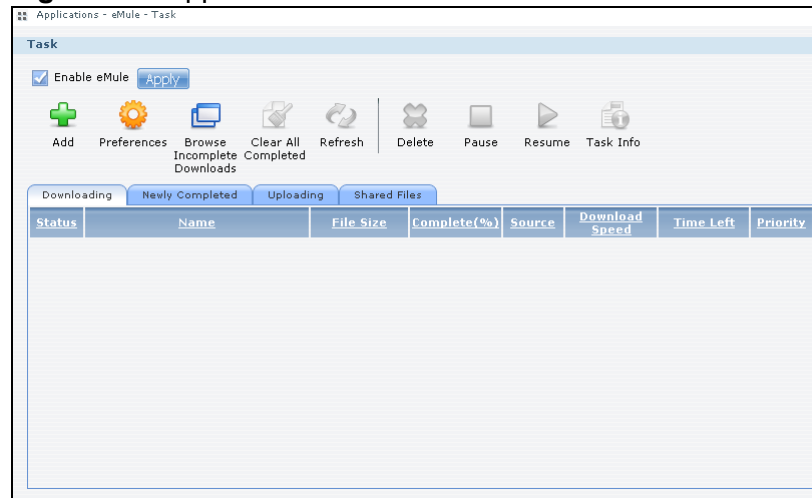 Applications - eMule - Task
Task
Enable eMule Apply
Add Preferences Browse Incomplete Downloads Clear All Completed Refresh Delete Pause Resume Task Info
Downloading Newly Completed Uploading Shared Files
Status Name File Size Complete(%) Source Download Speed Time Left Priority